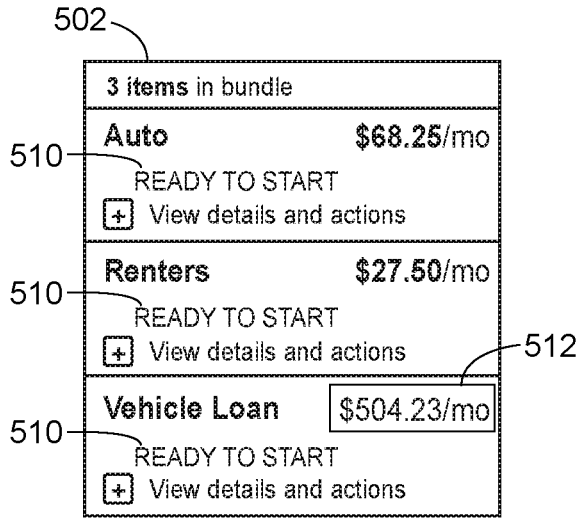 502
3 items in bundle
Auto $68.25/mo
510
READY TO START
+ View details and actions
Renters $27.50/mo
510
READY TO START
+ View details and actions
512
Vehicle Loan $504.23/mo
510
READY TO START
+ View details and actions